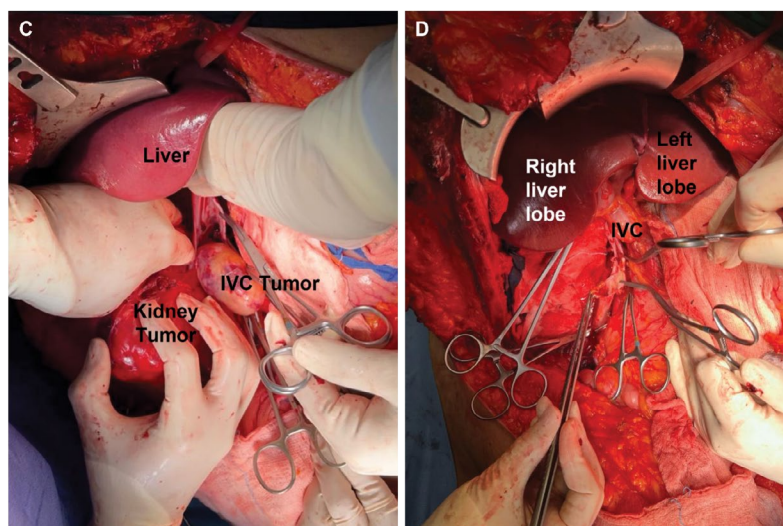 C
Liver
IVC Tumor
Kidney
Tumor
D
Right
liver
lobe
Left
liver
lobe
IVC